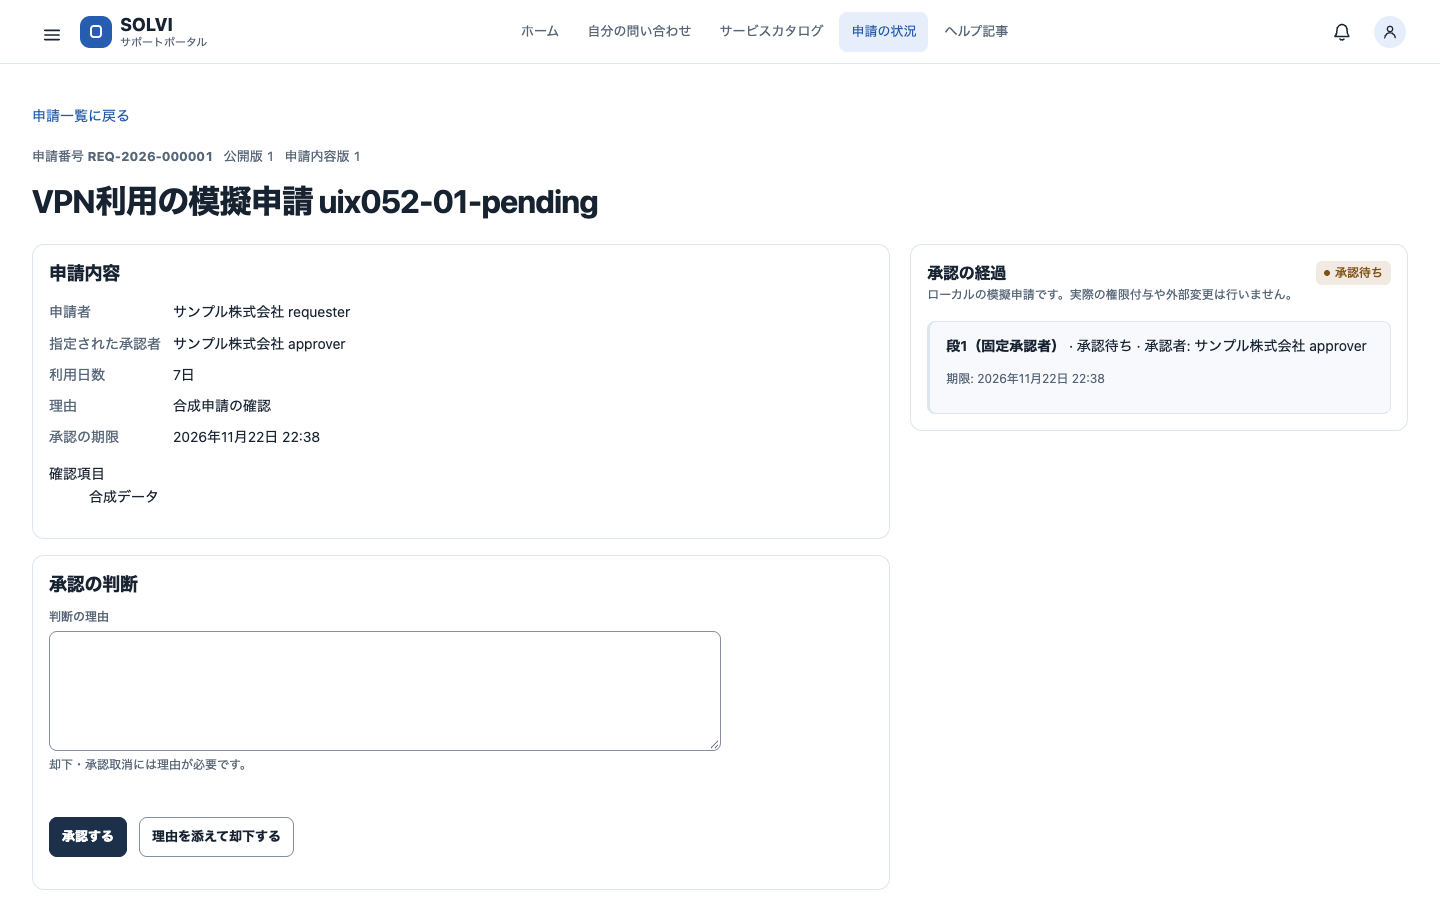 SOLVI
サポートポータル
ホーム
自分の問い合わせ
サービスカタログ
申請の状況
ヘルプ記事
申請一覧に戻る
申請番号 REQ-2026-000001 公開版 1 申請内容版 1
VPN利用の模擬申請 uix052-01-pending
申請内容
申請者 サンプル株式会社 requester
指定された承認者 サンプル株式会社 approver
利用日数 7日
理由 合成申請の確認
承認の期限 2026年11月22日 22:38
確認項目
合成データ
承認の判断
判断の理由
却下・承認取消には理由が必要です。
承認する
理由を添えて却下する
承認の経過
承認待ち
ローカルの模擬申請です。実際の権限付与や外部変更は行いません。
段1（固定承認者） · 承認待ち · 承認者: サンプル株式会社 approver
期限: 2026年11月22日 22:38